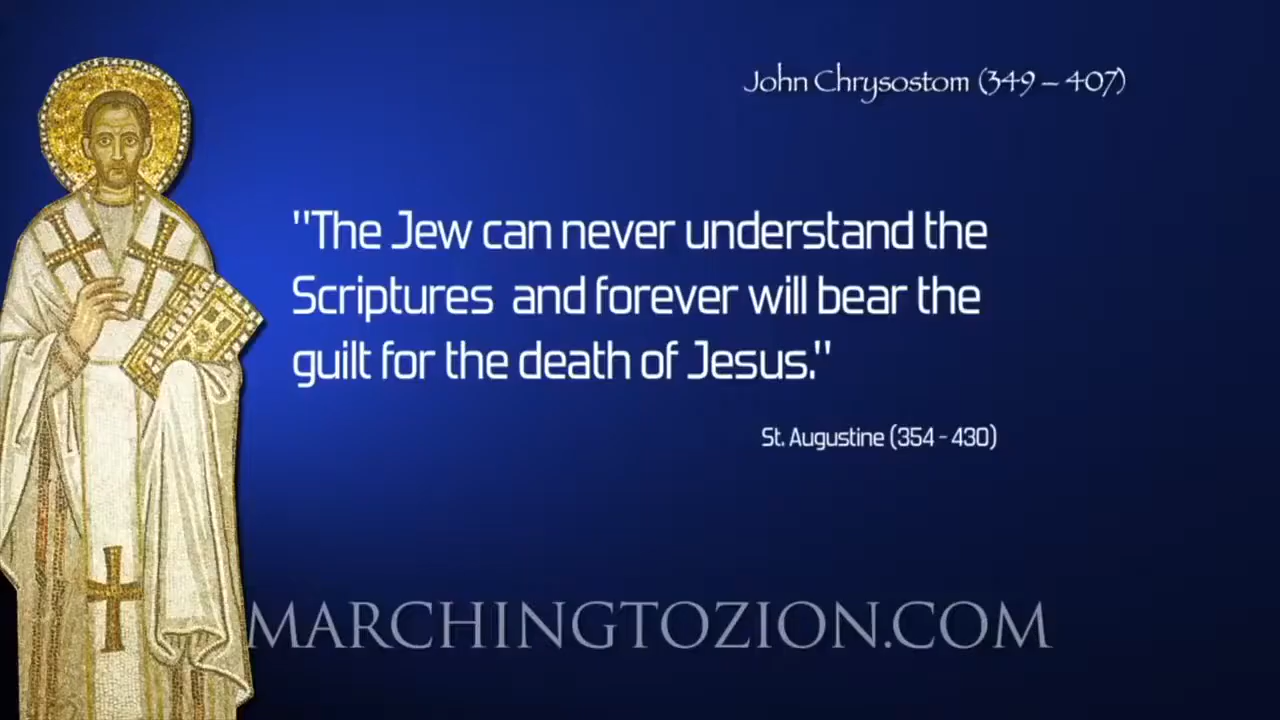 John Chrysostom (349 – 407)
"The Jew can never understand the
Scriptures and forever will bear the
guilt for the death of Jesus."
St. Augustine (354 - 430)
MARCHINGTOZION.COM